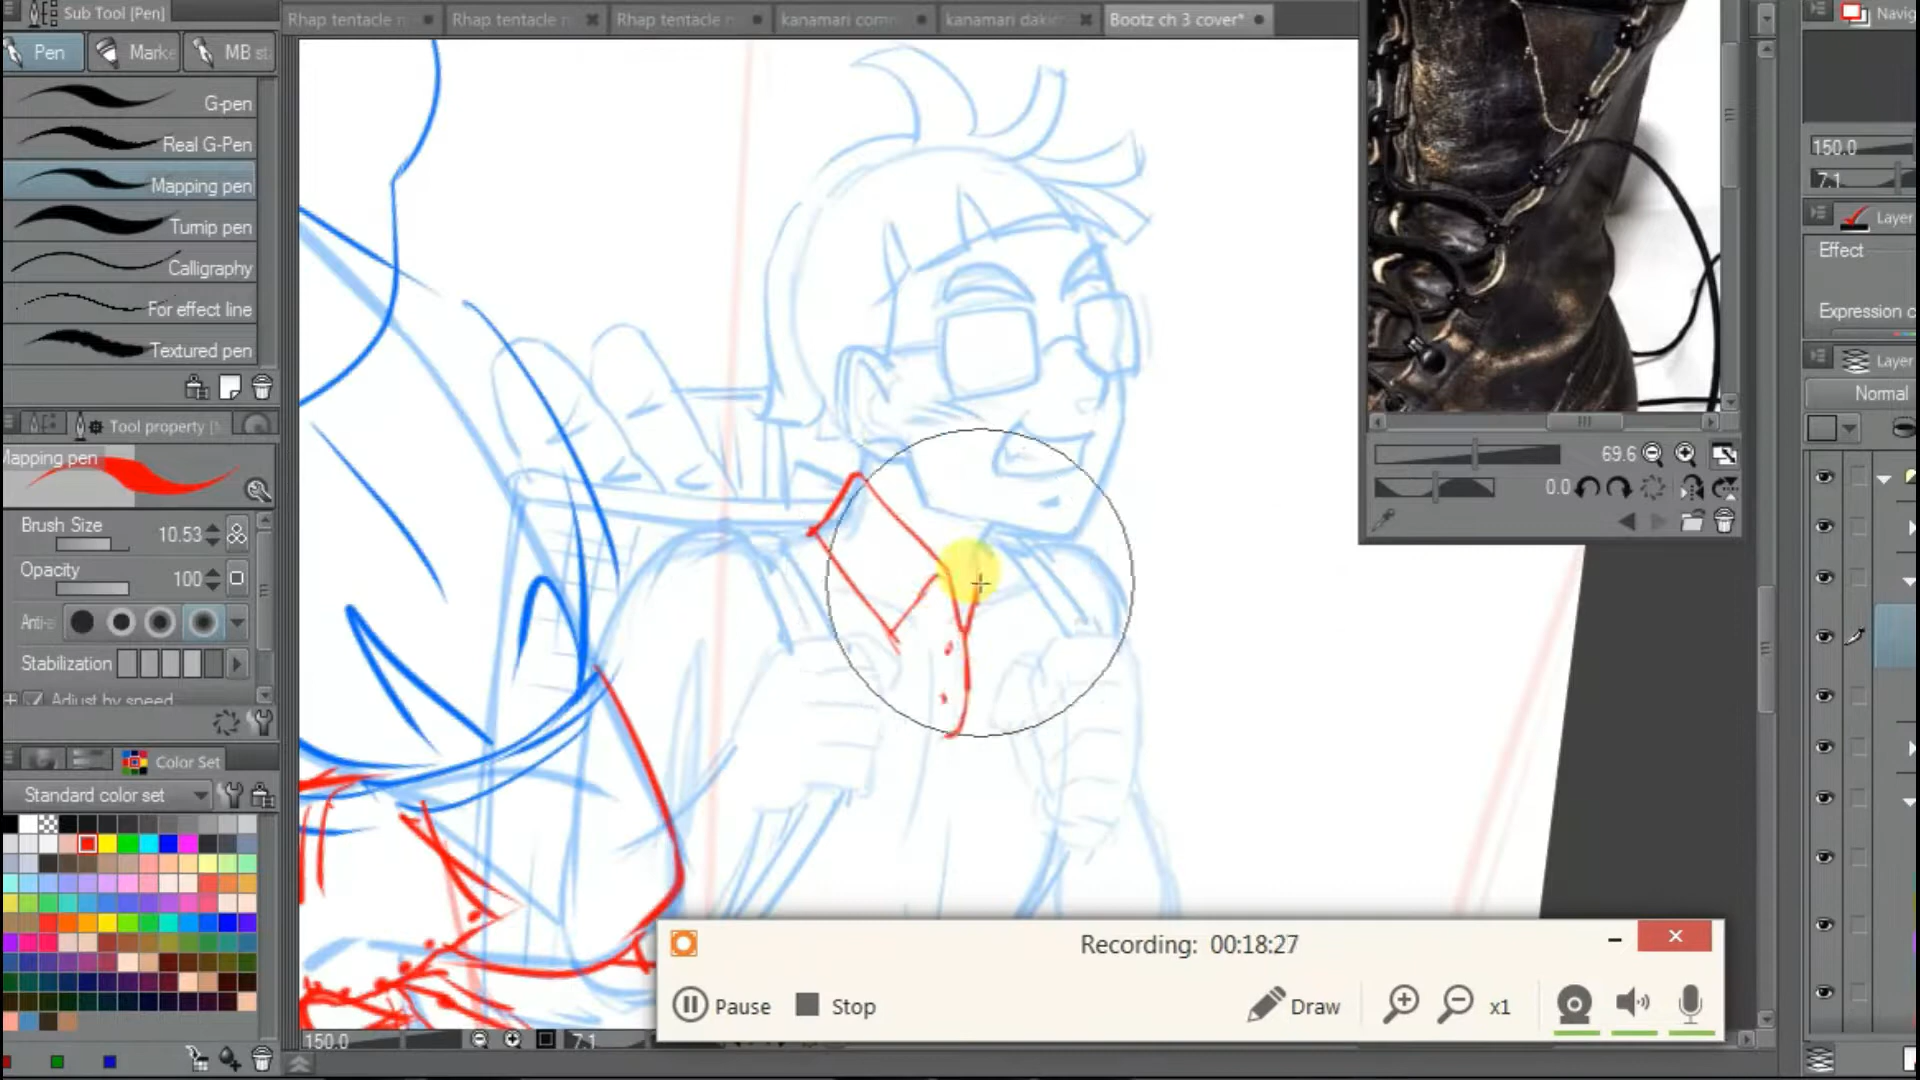 Sub Tool [Pen]
Rhap tentacle
Rhap tentacle
Rhap tentacle
kanamari com
kanamari daki
Bootz ch 3 cover*
Navig
Pen
Marke
MB st
G-pen
Real G-Pen
Mapping pen
Turnip pen
Calligraphy
For effect line
Textured pen
Tool property [M
Mapping pen
Brush Size 10.53
Opacity 100
Anti-a
Stabilization
Adjust by speed
Color Set
Standard color set
150.0
7.1
Layer
Effect
Expression c
Layer
Normal
69.6
0.0
Recording: 00:18:27
Pause
Stop
Draw
x1
150.0
7.1